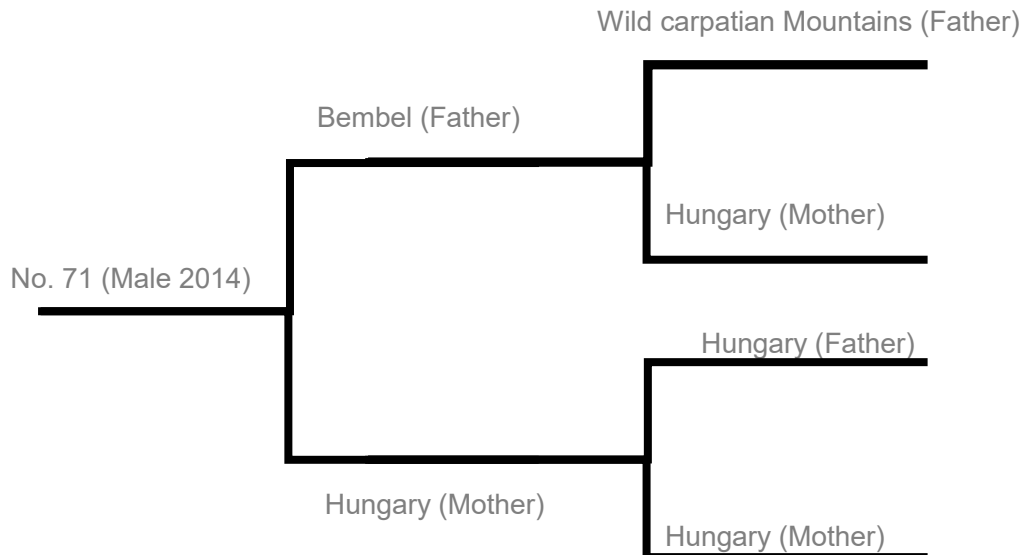 Wild carpatian Mountains (Father)
Bembel (Father)
Hungary (Mother)
No. 71 (Male 2014)
Hungary (Father)
Hungary (Mother)
Hungary (Mother)